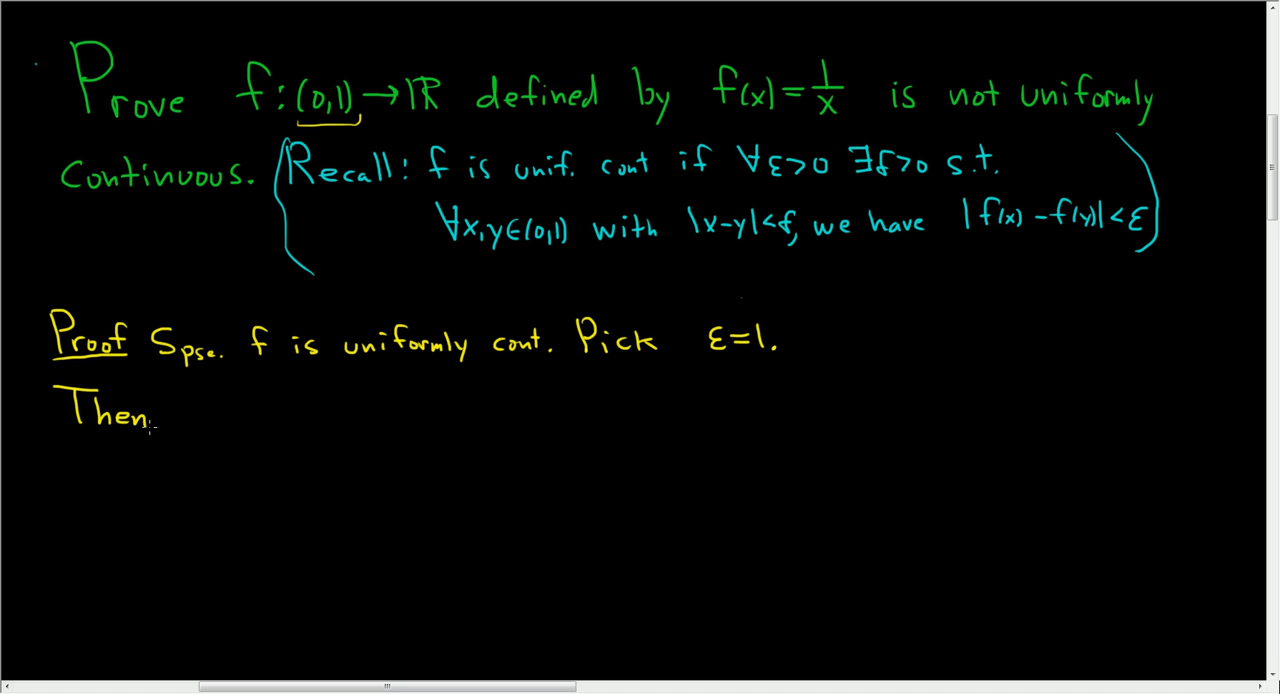 Prove f:(0,1)→ℝ defined by f(x)=1/x is not uniformly
continuous. (Recall: f is unif. cont if ∀ε>0 ∃δ>0 s.t.
∀x,y∈(0,1) with |x-y|<δ, we have |f(x)-f(y)|<ε)
Proof Spse. f is uniformly cont. Pick ε=1.
Then